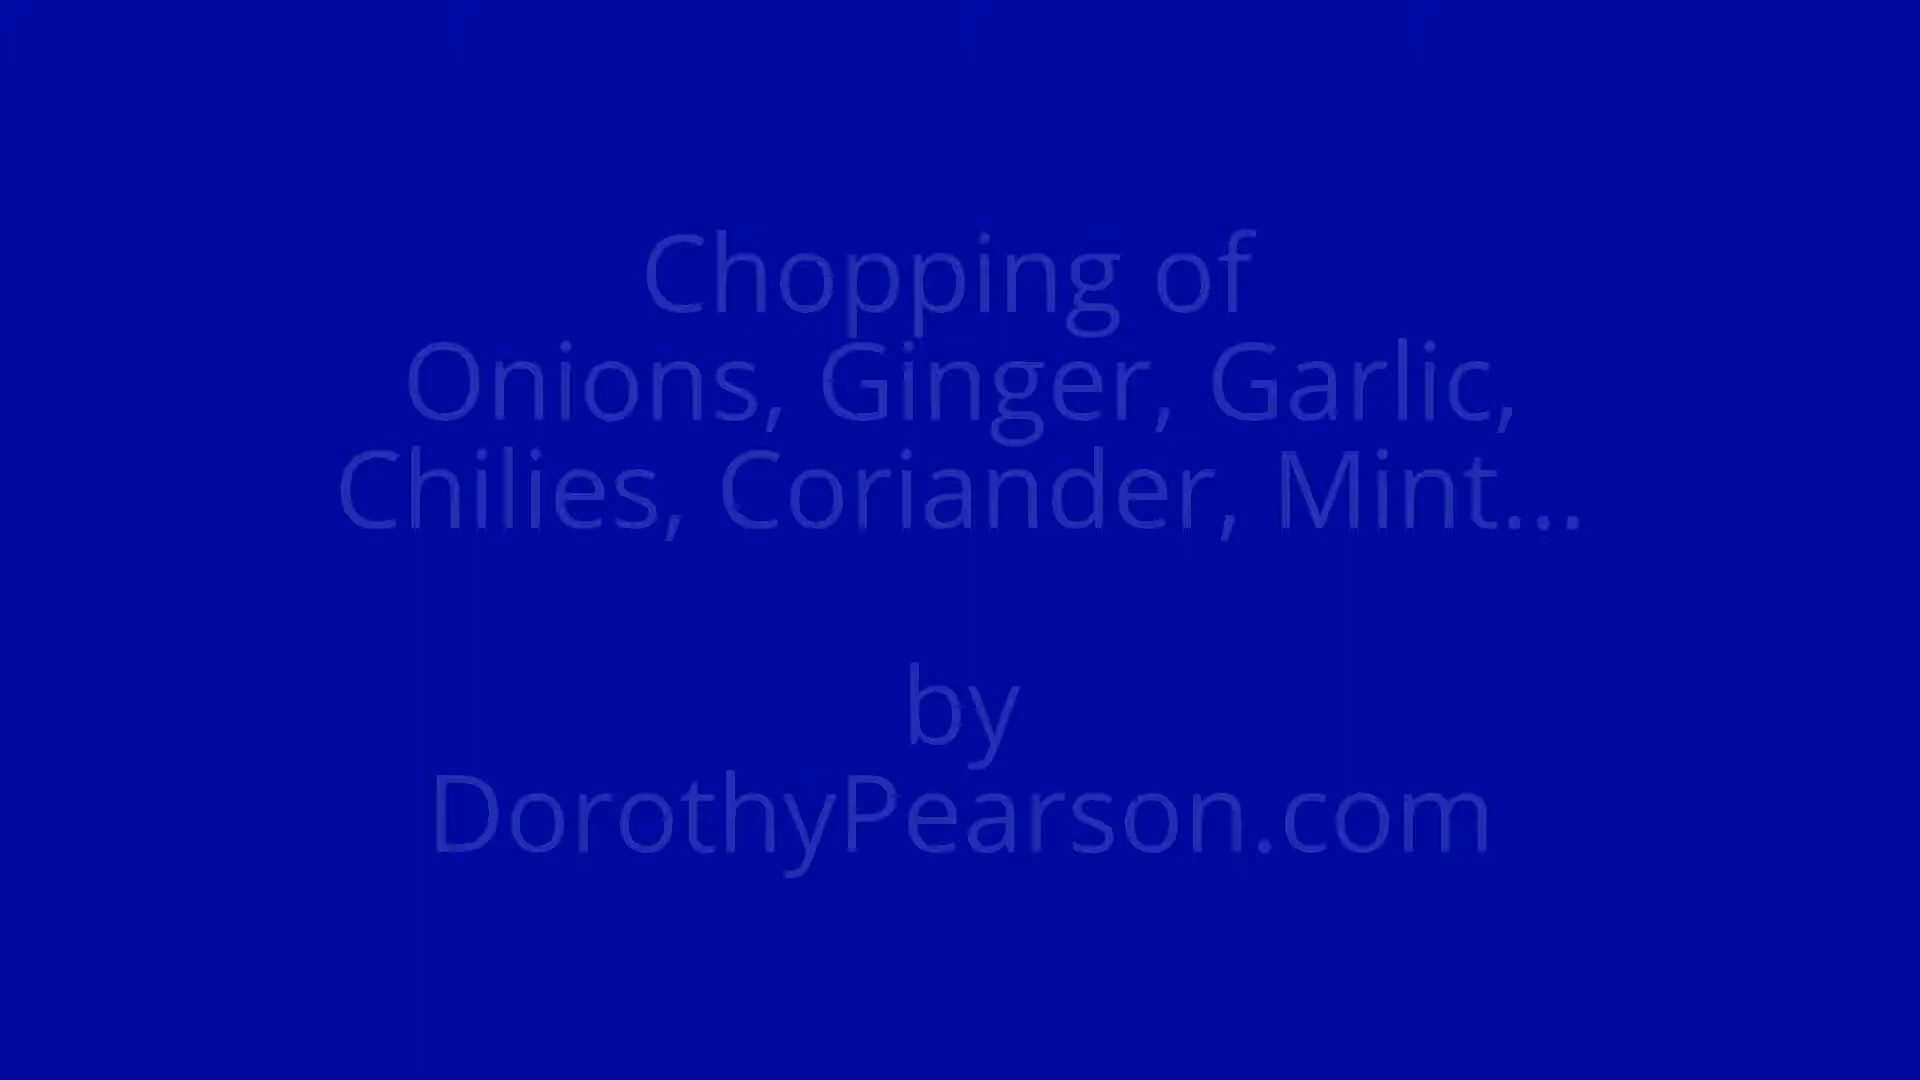 Chopping of
Onions, Ginger, Garlic,
Chilies, Coriander, Mint...
by
DorothyPearson.com